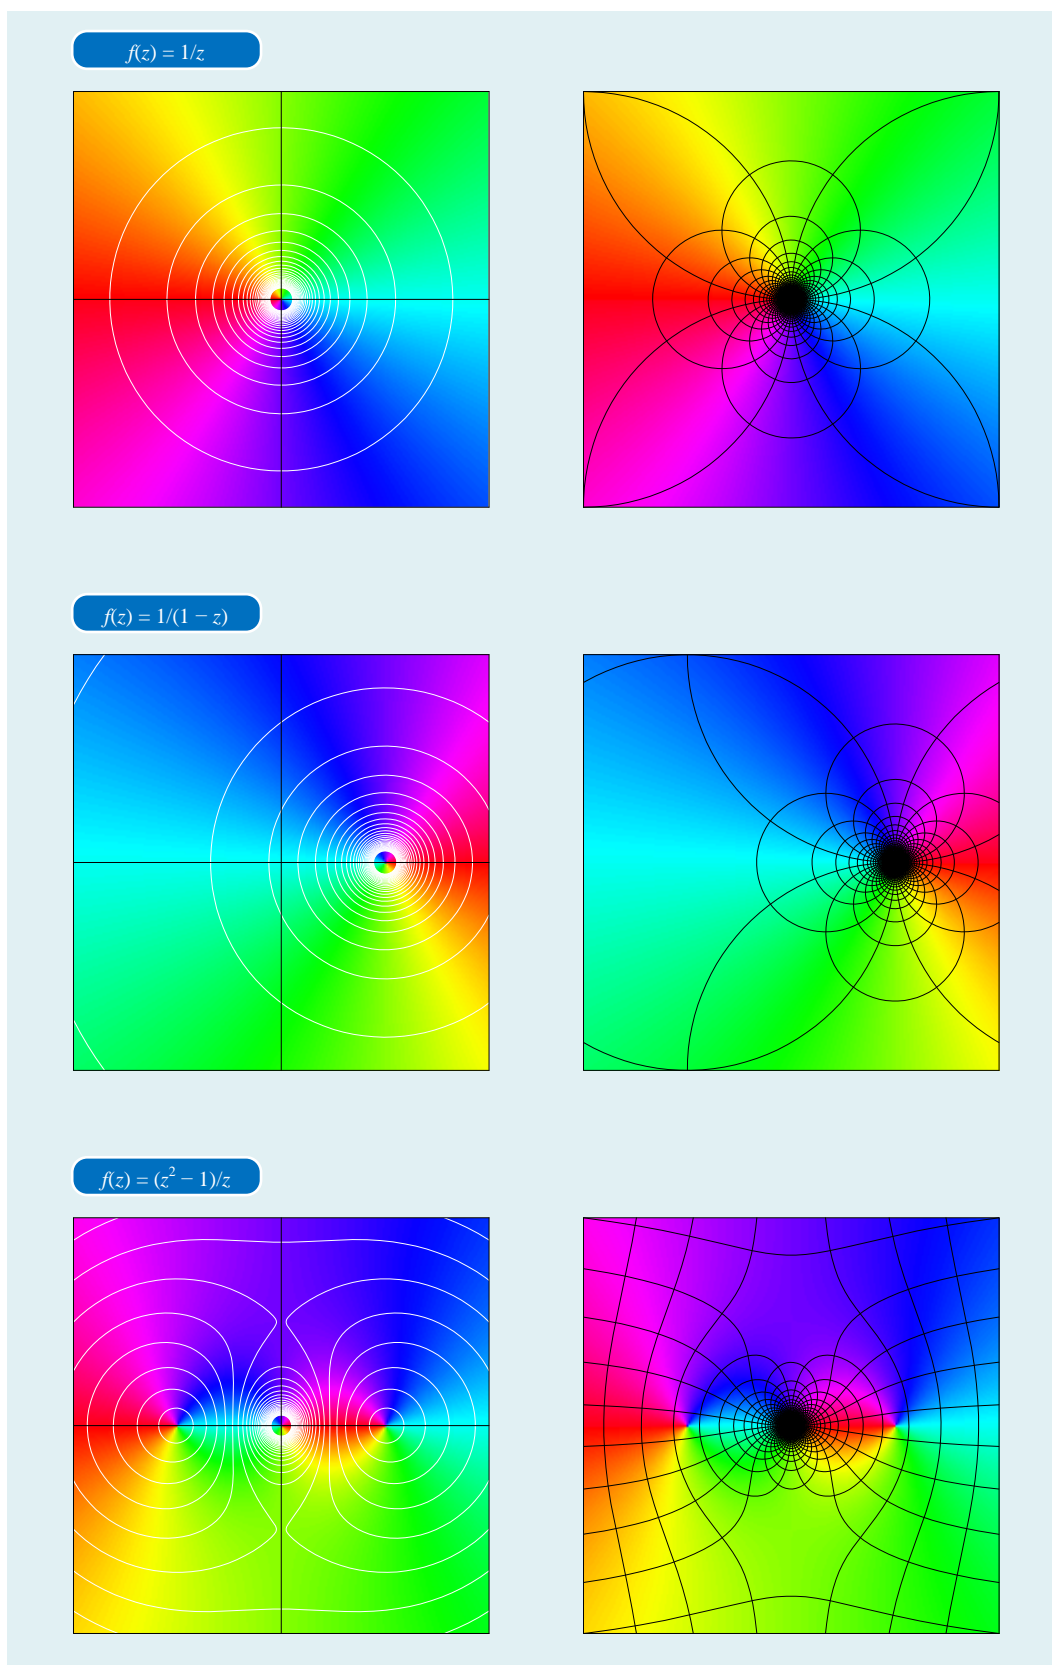 f(z) = 1/z
f(z) = 1/(1 − z)
f(z) = (z² − 1)/z